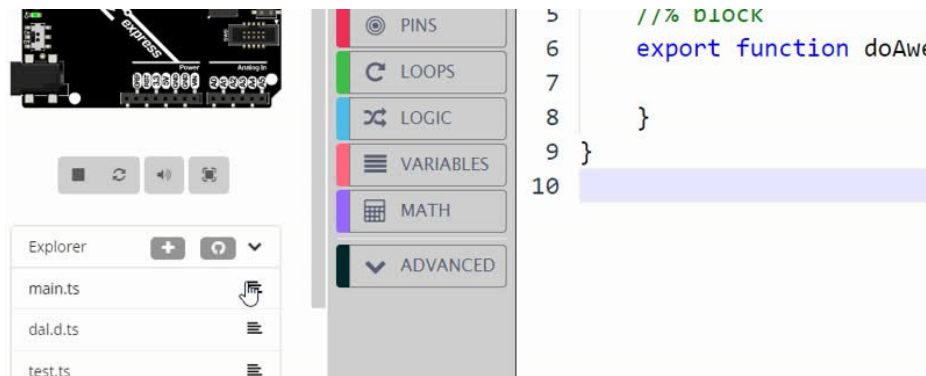 express
Power
Analog In
Explorer
main.ts
dal.d.ts
test.ts
PINS
LOOPS
LOGIC
VARIABLES
MATH
ADVANCED
5 //% block
6 export function doAwe
7
8 }
9 }
10